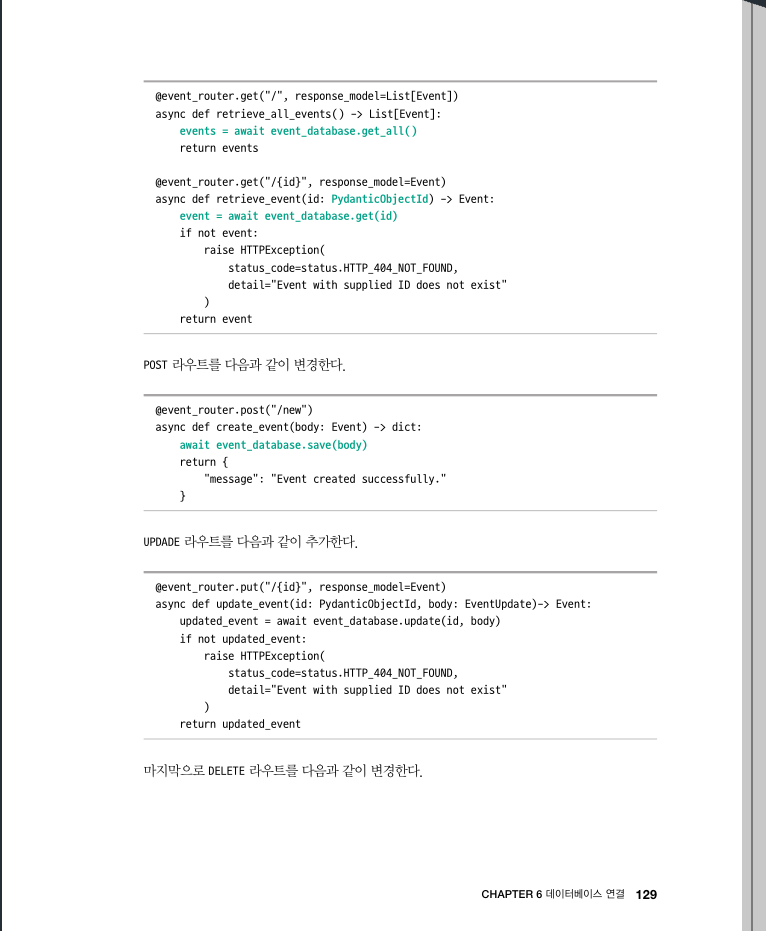 @event_router.get("/", response_model=List[Event])
async def retrieve_all_events() -> List[Event]:
    events = await event_database.get_all()
    return events

@event_router.get("/{id}", response_model=Event)
async def retrieve_event(id: PydanticObjectId) -> Event:
    event = await event_database.get(id)
    if not event:
        raise HTTPException(
            status_code=status.HTTP_404_NOT_FOUND,
            detail="Event with supplied ID does not exist"
        )
    return event
POST 라우트를 다음과 같이 변경한다.
@event_router.post("/new")
async def create_event(body: Event) -> dict:
    await event_database.save(body)
    return {
        "message": "Event created successfully."
    }
UPDADE 라우트를 다음과 같이 추가한다.
@event_router.put("/{id}", response_model=Event)
async def update_event(id: PydanticObjectId, body: EventUpdate)-> Event:
    updated_event = await event_database.update(id, body)
    if not updated_event:
        raise HTTPException(
            status_code=status.HTTP_404_NOT_FOUND,
            detail="Event with supplied ID does not exist"
        )
    return updated_event
마지막으로 DELETE 라우트를 다음과 같이 변경한다.
CHAPTER 6 데이터베이스 연결 129